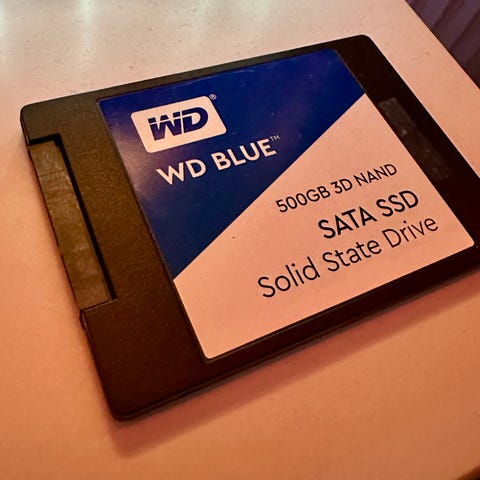 WD®
WD BLUE™
500GB 3D NAND
SATA SSD
Solid State Drive